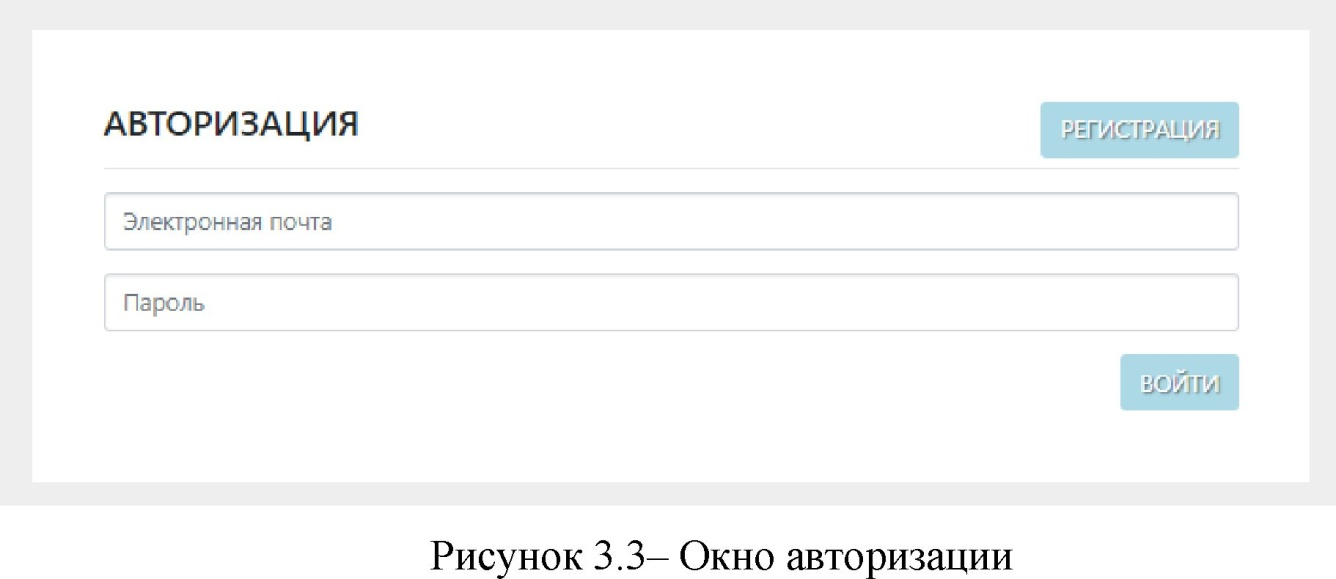 АВТОРИЗАЦИЯ
РЕГИСТРАЦИЯ
Электронная почта
Пароль
ВОЙТИ
Рисунок 3.3– Окно авторизации